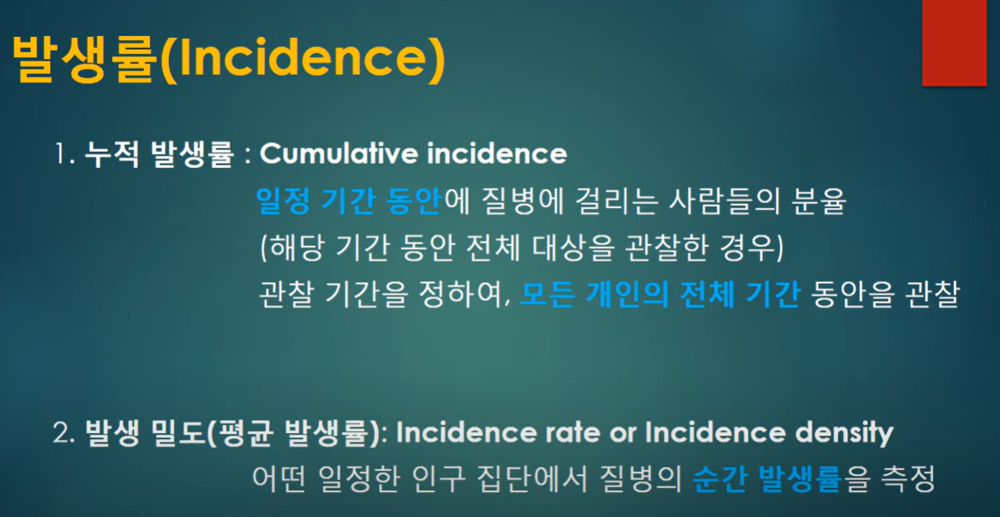 발생률(Incidence)
1. 누적 발생률 : Cumulative incidence
일정 기간 동안에 질병에 걸리는 사람들의 분율
(해당 기간 동안 전체 대상을 관찰한 경우)
관찰 기간을 정하여, 모든 개인의 전체 기간 동안을 관찰
2. 발생 밀도(평균 발생률): Incidence rate or Incidence density
어떤 일정한 인구 집단에서 질병의 순간 발생률을 측정